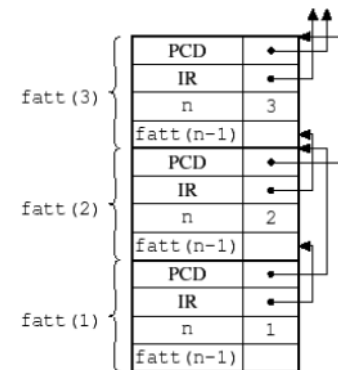 PCD
IR
fatt(3)
n 3
fatt(n-1)
PCD
IR
fatt(2)
n 2
fatt(n-1)
PCD
IR
fatt(1)
n 1
fatt(n-1)